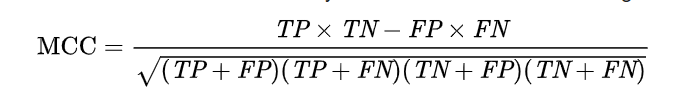 MCC = TP × TN − FP × FN / √(TP + FP)(TP + FN)(TN + FP)(TN + FN)